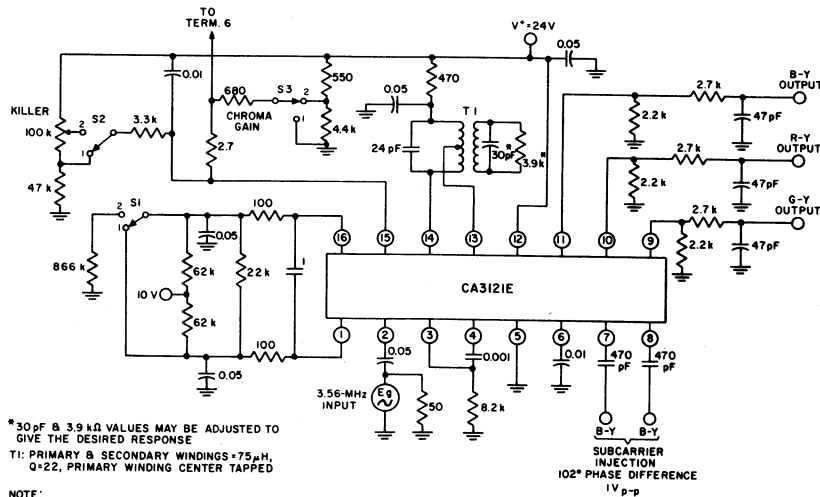 TO
TERM. 6
V⁺=24V
0.05
0.01
680
S3
2
1
CHROMA
GAIN
550
4.4k
470
0.05
T1
24 pF
30pF*
3.9k*
B-Y
OUTPUT
2.7k
2.2k
47pF
R-Y
OUTPUT
2.7k
2.2k
47pF
G-Y
OUTPUT
2.7k
2.2k
47pF
KILLER
100k
2
S2
1
3.3k
2.7
47k
2
S1
1
866k
0.05
100
62k
22k
1
10V
62k
100
0.05
16
15
14
13
12
11
10
9
CA3121E
1
2
3
4
5
6
7
8
0.05
0.001
0.01
470
pF
470
pF
3.56-MHz
INPUT
Eg
50
8.2k
B-Y
B-Y
SUBCARRIER
INJECTION
102° PHASE DIFFERENCE
1Vp-p
*30pF & 3.9kΩ VALUES MAY BE ADJUSTED TO
GIVE THE DESIRED RESPONSE
T1: PRIMARY & SECONDARY WINDINGS=75μH,
Q=22, PRIMARY WINDING CENTER TAPPED
NOTE: